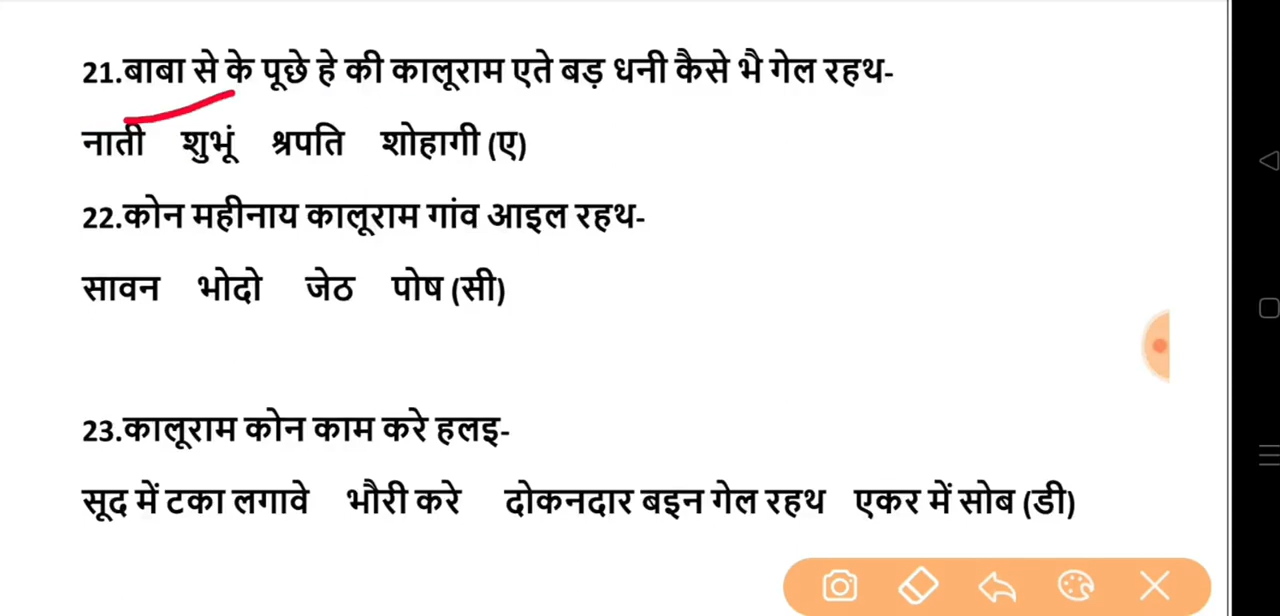 21.बाबा से के पूछे हे की कालूराम एते बड़ धनी कैसे भै गेल रहथ-
नाती शुभूं श्रपति शोहागी (ए)
22.कोन महीनाय कालूराम गांव आइल रहथ-
सावन भोदो जेठ पोष (सी)
23.कालूराम कोन काम करे हलइ-
सूद में टका लगावे भौरी करे दोकनदार बइन गेल रहथ एकर में सोब (डी)